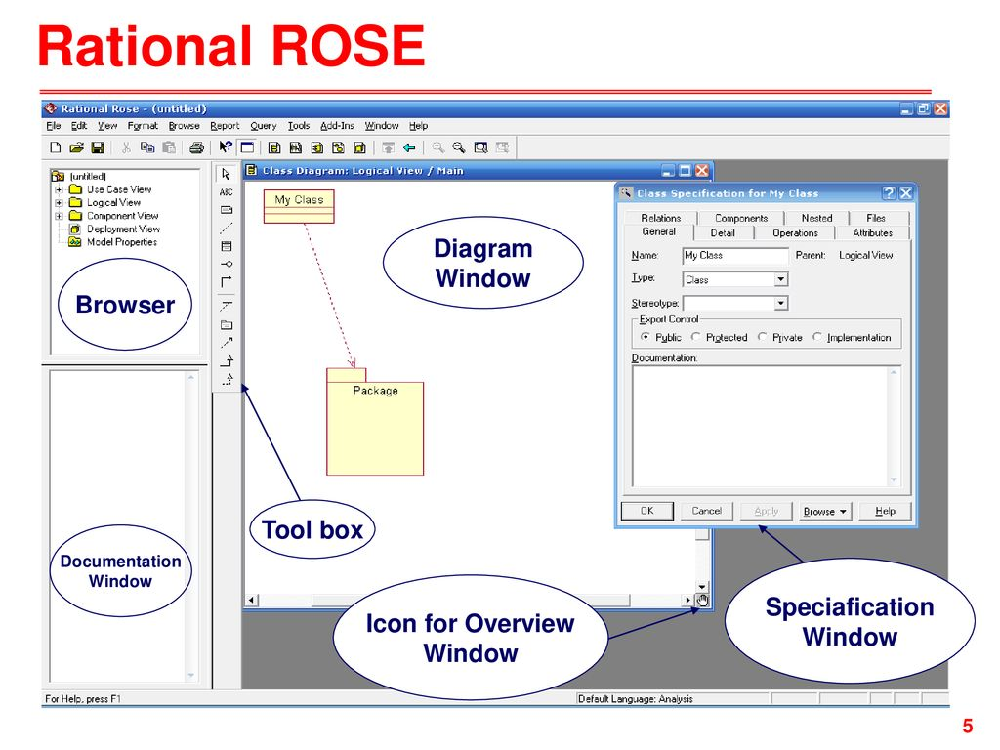 Rational ROSE
Rational Rose - (untitled)
File Edit View Format Browse Report Query Tools Add-Ins Window Help
(untitled)
Use Case View
Logical View
Component View
Deployment View
Model Properties
Browser
Documentation
Window
ABC
Class Diagram: Logical View / Main
My Class
Package
Diagram
Window
Tool box
Icon for Overview
Window
Class Specification for My Class
Relations Components Nested Files
General Detail Operations Attributes
Name: My Class Parent: Logical View
Type: Class
Stereotype:
Export Control
Public Protected Private Implementation
Documentation:
OK Cancel Apply Browse Help
Speciafication
Window
For Help, press F1
Default Language: Analysis
5